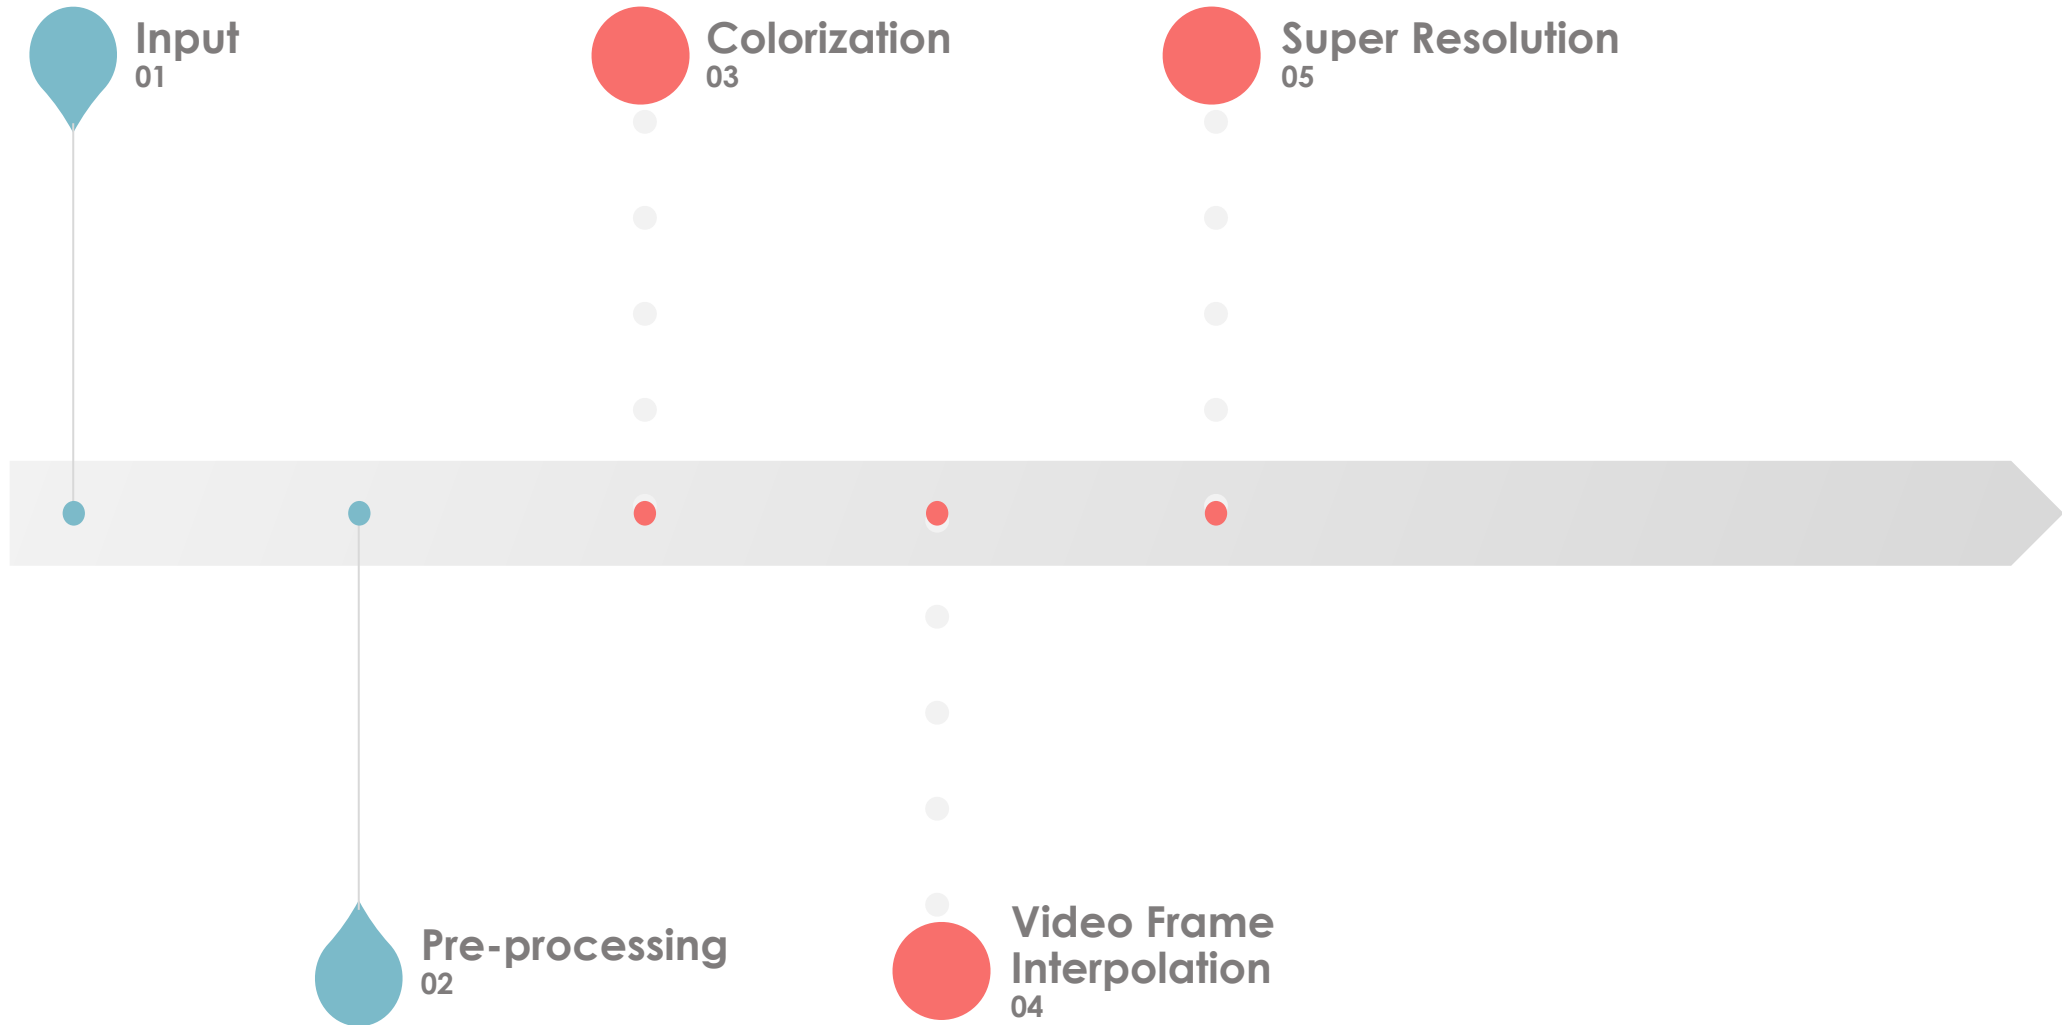 Input
01
Colorization
03
Super Resolution
05
Pre-processing
02
Video Frame
Interpolation
04